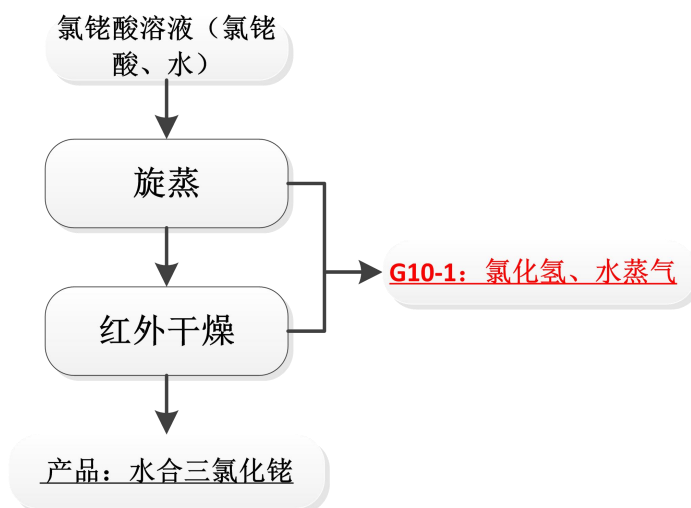 氯铑酸溶液（氯铑
酸、水）
旋蒸
G10-1：氯化氢、水蒸气
红外干燥
产品：水合三氯化铑